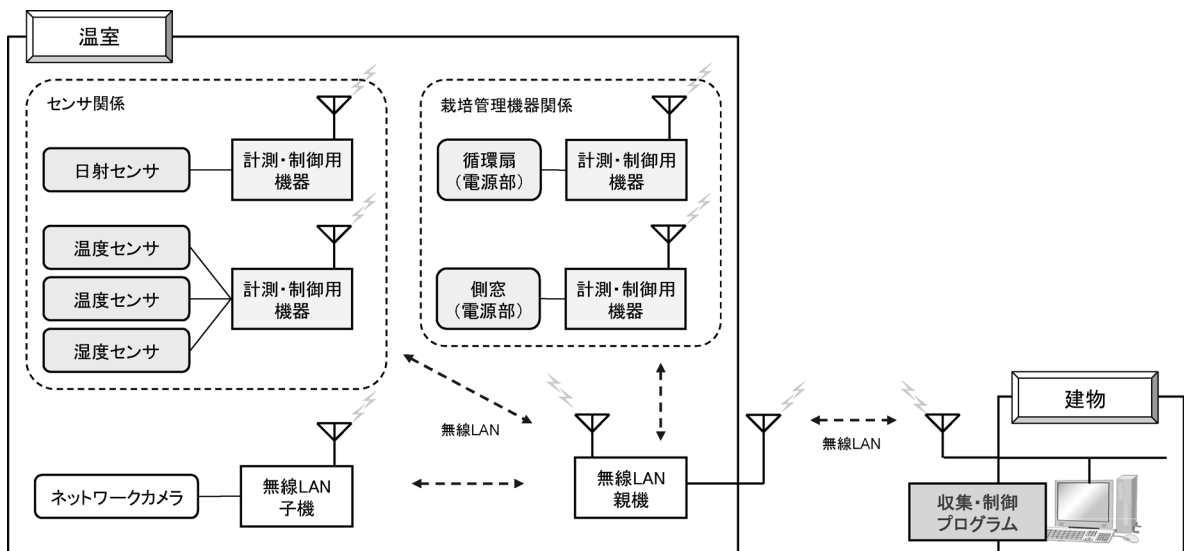 温室
センサ関係
日射センサ
計測・制御用
機器
温度センサ
温度センサ
湿度センサ
計測・制御用
機器
栽培管理機器関係
循環扇
(電源部)
計測・制御用
機器
側窓
(電源部)
計測・制御用
機器
無線LAN
ネットワークカメラ
無線LAN
子機
無線LAN
親機
無線LAN
建物
収集・制御
プログラム